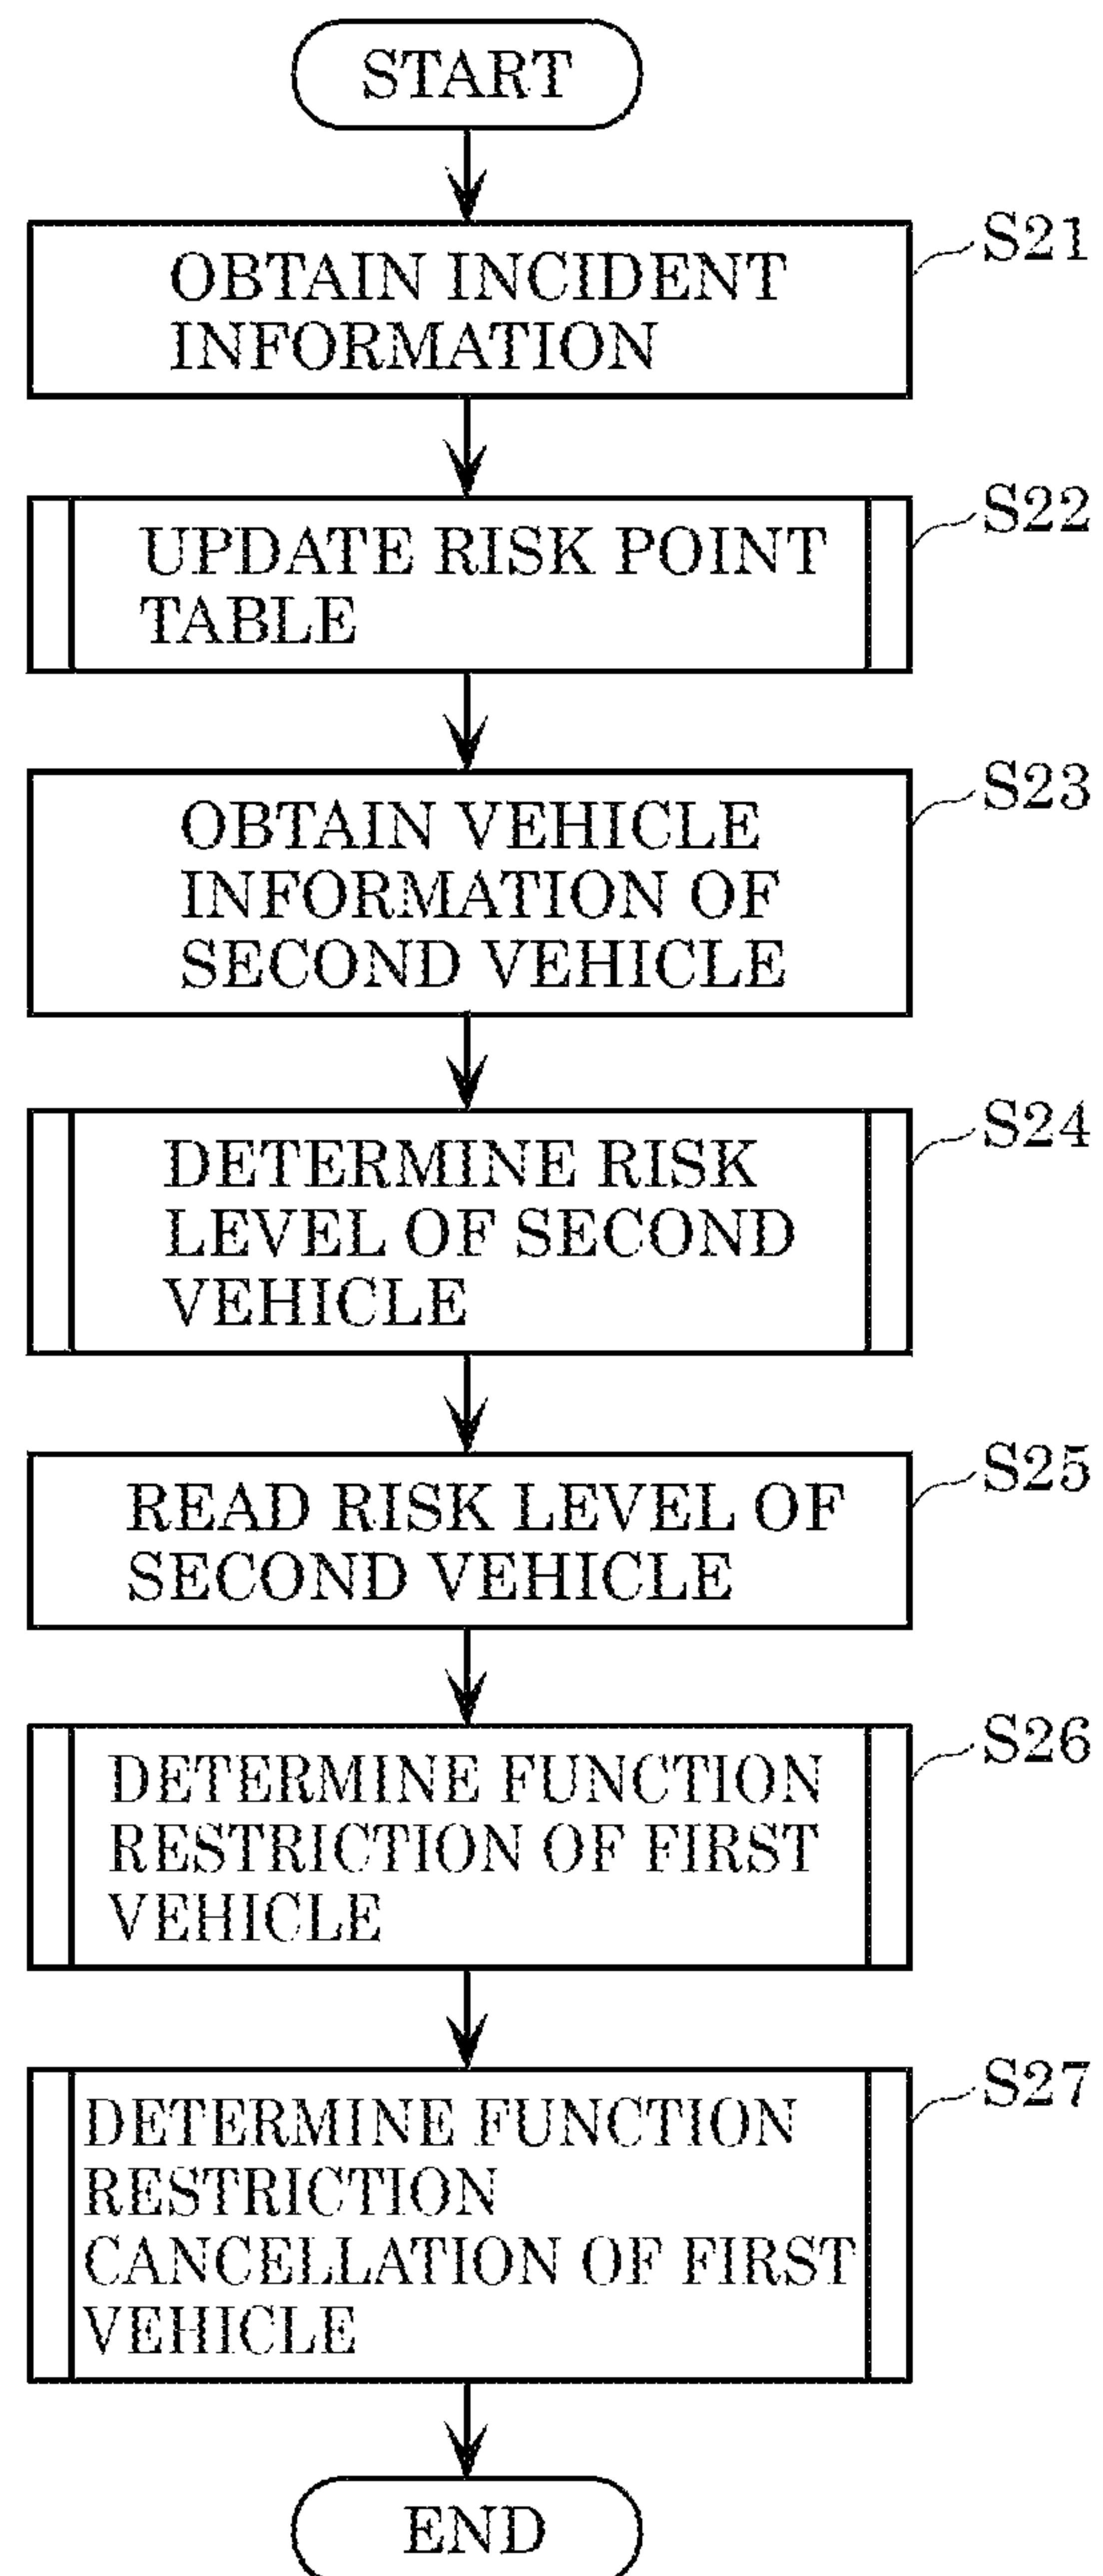 START
S21
OBTAIN INCIDENT
INFORMATION
S22
UPDATE RISK POINT
TABLE
S23
OBTAIN VEHICLE
INFORMATION OF
SECOND VEHICLE
S24
DETERMINE RISK
LEVEL OF SECOND
VEHICLE
S25
READ RISK LEVEL OF
SECOND VEHICLE
S26
DETERMINE FUNCTION
RESTRICTION OF FIRST
VEHICLE
S27
DETERMINE FUNCTION
RESTRICTION
CANCELLATION OF FIRST
VEHICLE
END